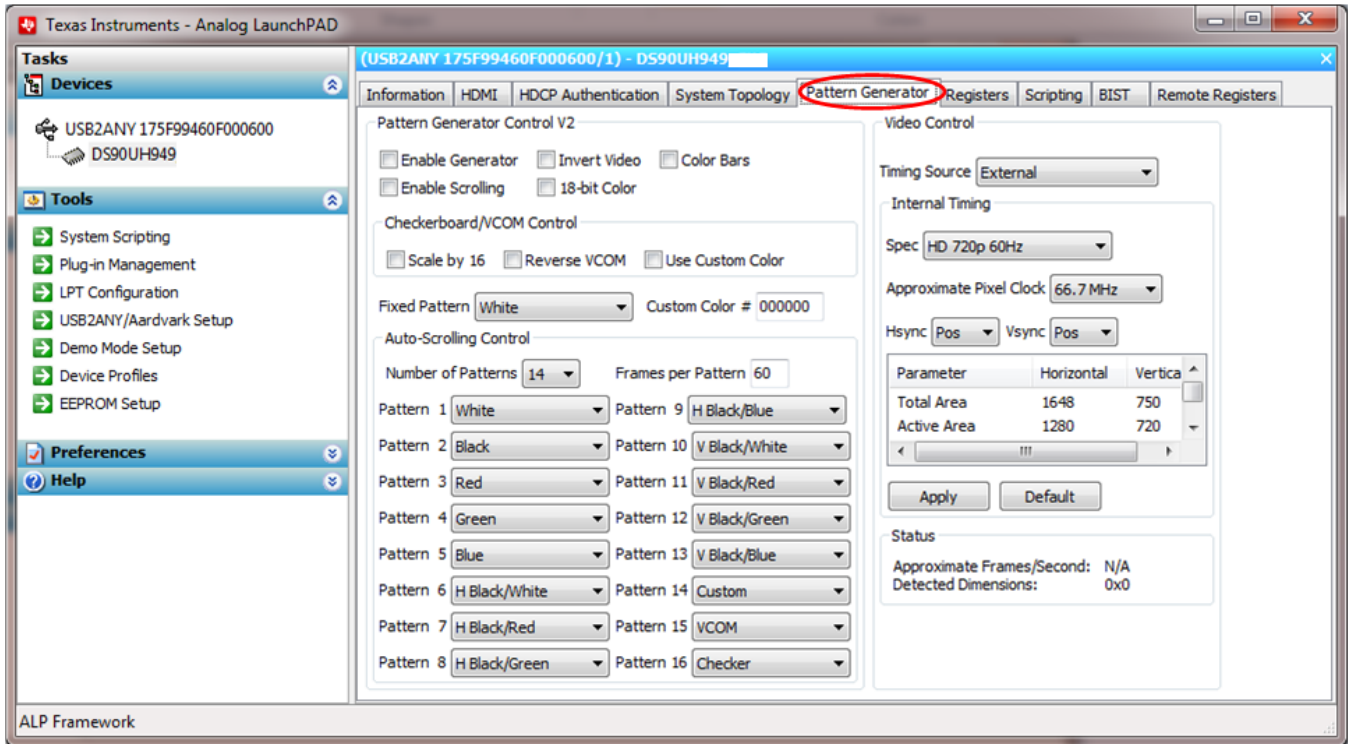 Texas Instruments - Analog LaunchPAD
Tasks
Devices
USB2ANY 175F99460F000600
DS90UH949
Tools
System Scripting
Plug-in Management
LPT Configuration
USB2ANY/Aardvark Setup
Demo Mode Setup
Device Profiles
EEPROM Setup
Preferences
Help
(USB2ANY 175F99460F000600/1) - DS90UH949
Information HDMI HDCP Authentication System Topology Pattern Generator Registers Scripting BIST Remote Registers
Pattern Generator Control V2
Enable Generator Invert Video Color Bars
Enable Scrolling 18-bit Color
Checkerboard/VCOM Control
Scale by 16 Reverse VCOM Use Custom Color
Fixed Pattern White Custom Color # 000000
Auto-Scrolling Control
Number of Patterns 14 Frames per Pattern 60
Pattern 1 White Pattern 9 H Black/Blue
Pattern 2 Black Pattern 10 V Black/White
Pattern 3 Red Pattern 11 V Black/Red
Pattern 4 Green Pattern 12 V Black/Green
Pattern 5 Blue Pattern 13 V Black/Blue
Pattern 6 H Black/White Pattern 14 Custom
Pattern 7 H Black/Red Pattern 15 VCOM
Pattern 8 H Black/Green Pattern 16 Checker
Video Control
Timing Source External
Internal Timing
Spec HD 720p 60Hz
Approximate Pixel Clock 66.7 MHz
Hsync Pos Vsync Pos
Parameter Horizontal Vertica
Total Area 1648 750
Active Area 1280 720
Apply Default
Status
Approximate Frames/Second: N/A
Detected Dimensions: 0x0
ALP Framework